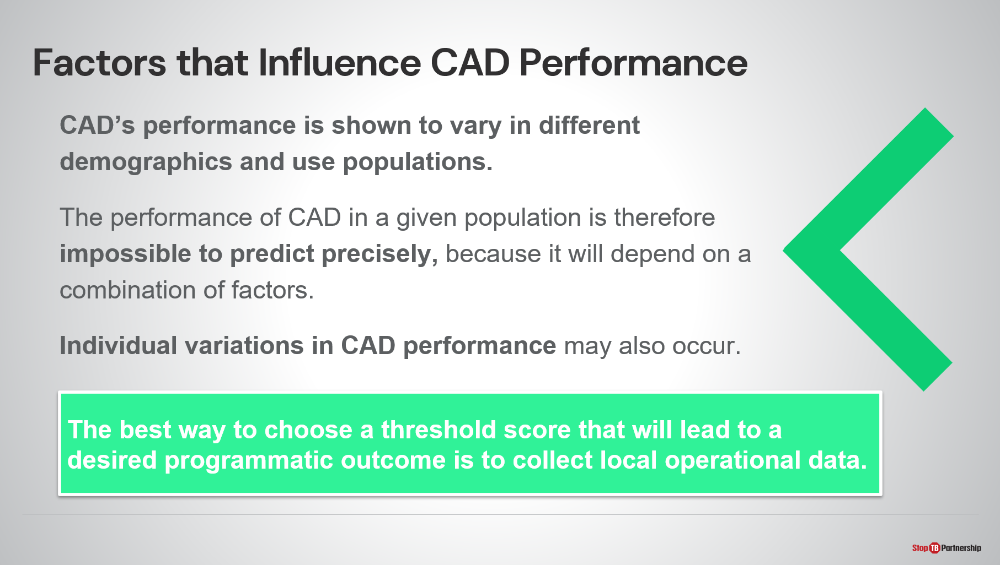 Factors that Influence CAD Performance
CAD’s performance is shown to vary in different
demographics and use populations.
The performance of CAD in a given population is therefore
impossible to predict precisely, because it will depend on a
combination of factors.
Individual variations in CAD performance may also occur.
The best way to choose a threshold score that will lead to a
desired programmatic outcome is to collect local operational data.
Stop TB Partnership